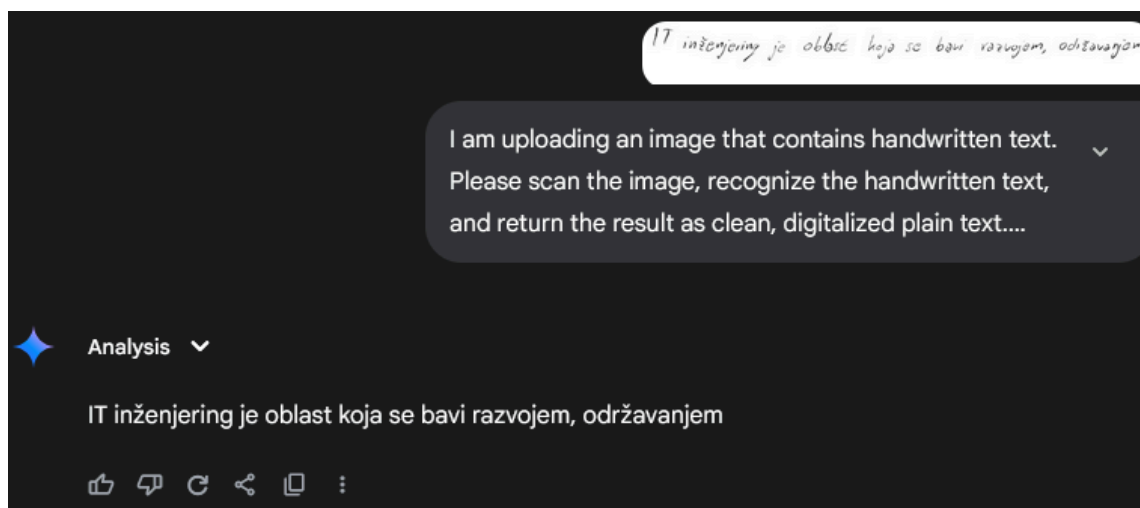 IT inženjering je oblast koja se bavi razvojem, održavanjem
I am uploading an image that contains handwritten text.
Please scan the image, recognize the handwritten text,
and return the result as clean, digitalized plain text....
Analysis
IT inženjering je oblast koja se bavi razvojem, održavanjem